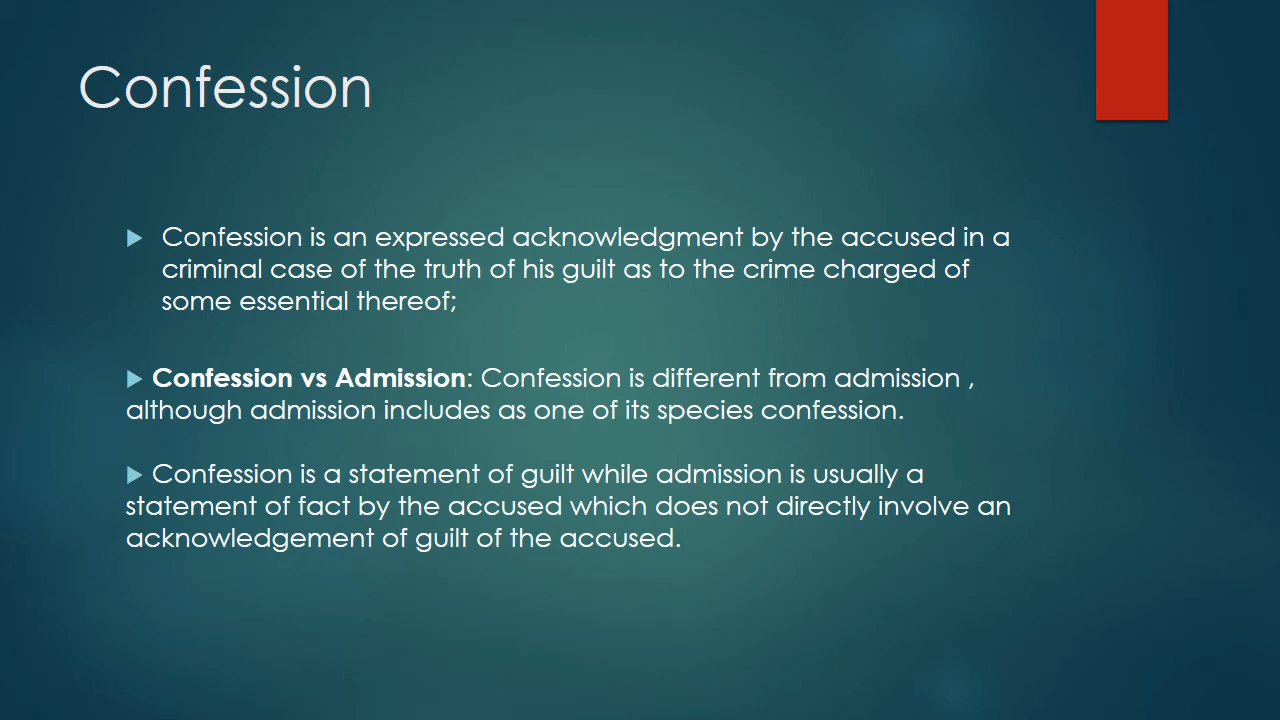 Confession
Confession is an expressed acknowledgment by the accused in a
criminal case of the truth of his guilt as to the crime charged of
some essential thereof;
Confession vs Admission: Confession is different from admission ,
although admission includes as one of its species confession.
Confession is a statement of guilt while admission is usually a
statement of fact by the accused which does not directly involve an
acknowledgement of guilt of the accused.